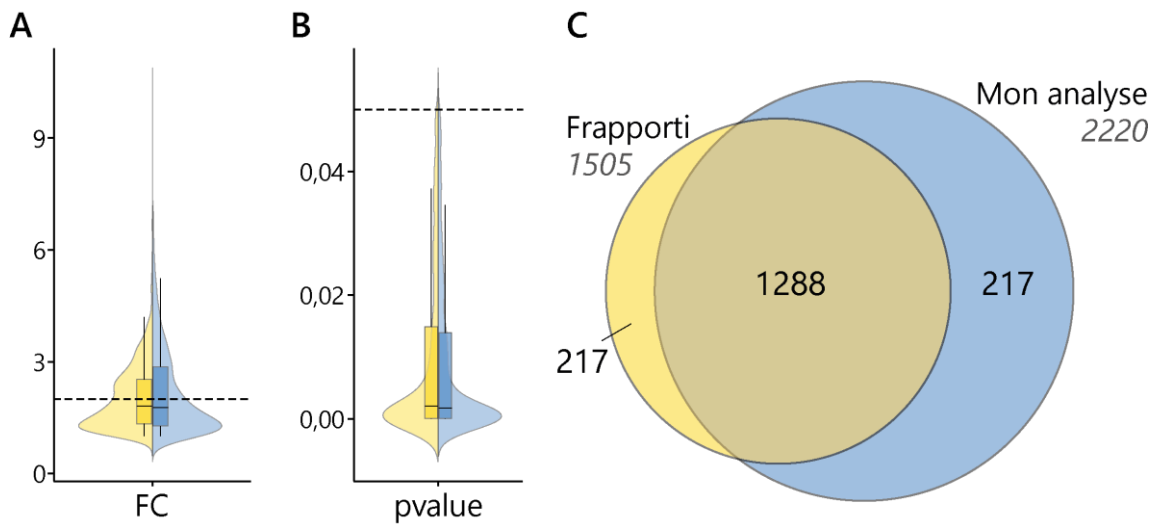 A
9
6
3
0
FC
B
0,04
0,02
0,00
pvalue
C
Frapporti
1505
Mon analyse
2220
1288
217
217